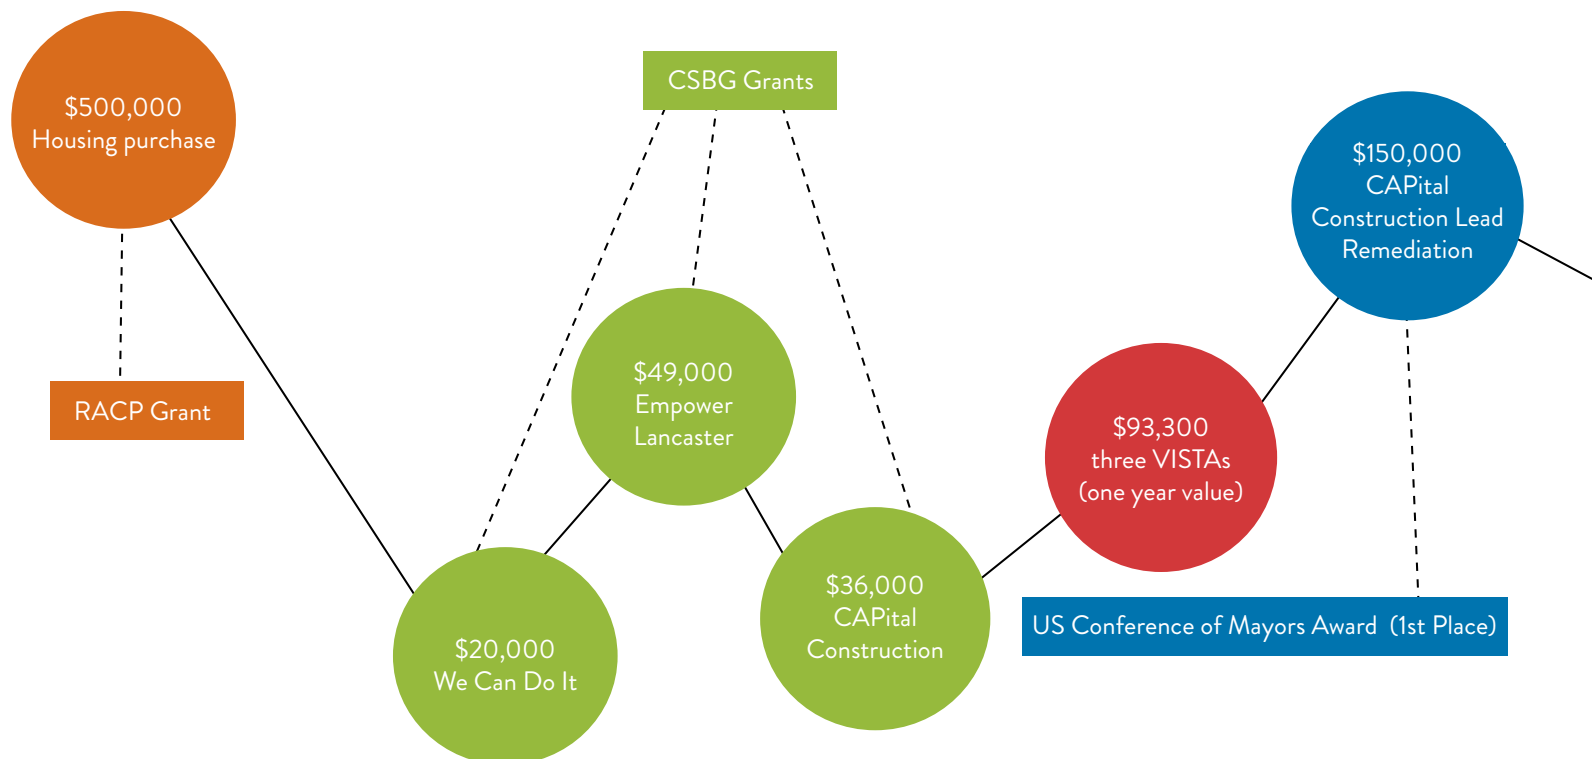 $500,000
Housing purchase
RACP Grant
CSBG Grants
$20,000
We Can Do It
$49,000
Empower
Lancaster
$36,000
CAPital
Construction
$93,300
three VISTAs
(one year value)
$150,000
CAPital
Construction Lead
Remediation
US Conference of Mayors Award (1st Place)